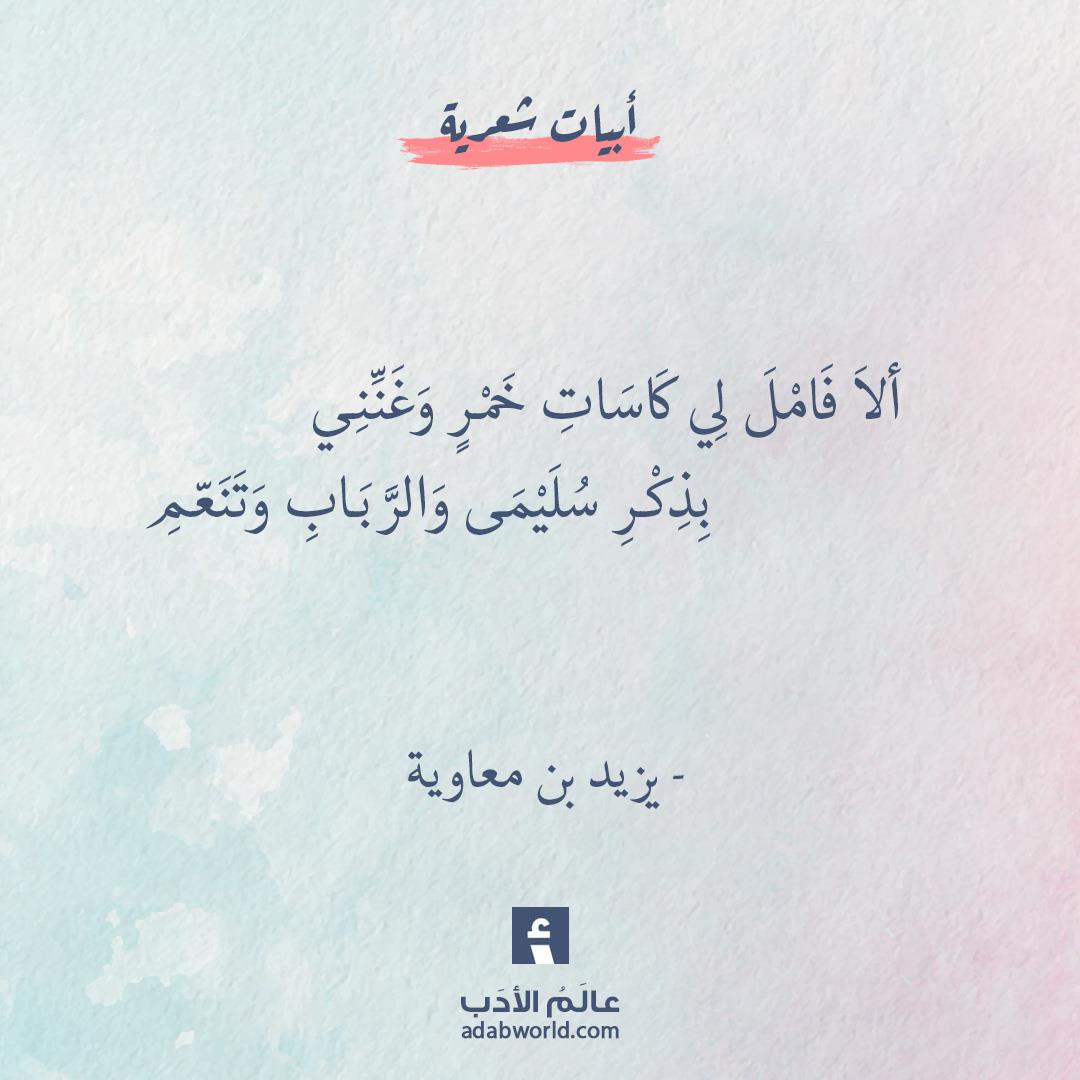 أبيات شعرية
ألاَ فَامْلَ لِي كَاسَاتِ خَمْرٍ وَغَنِّنِي
بِذِكْرِ سُلَيْمَى وَالرَّبَابِ وَتَنَعّمِ
- يزيد بن معاوية
أ
عالَمُ الأدَب
adabworld.com